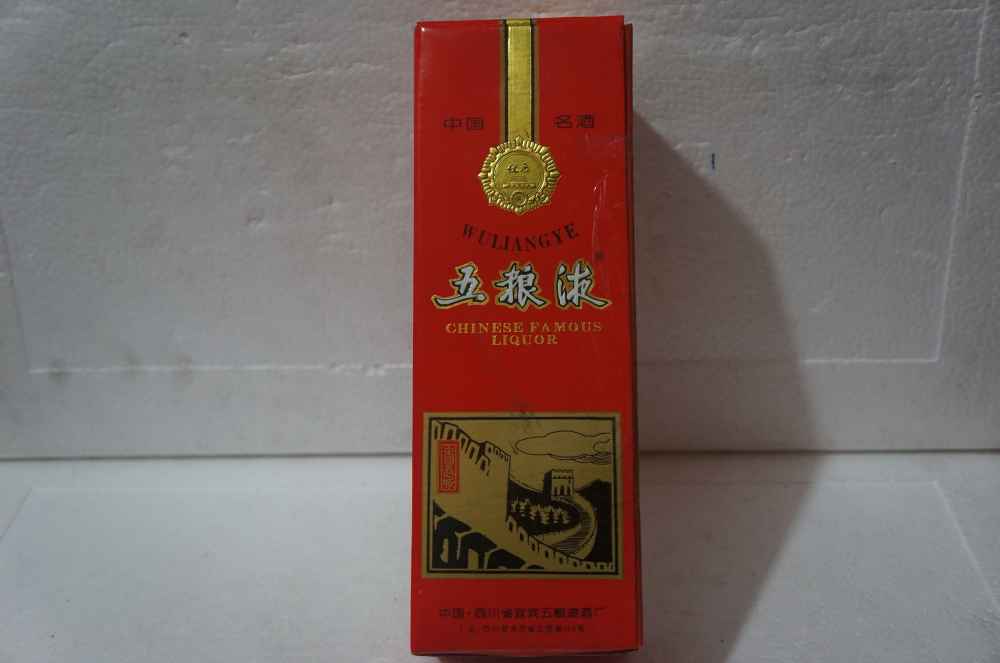 中国 名酒
WULIANGYE
五粮液
CHINESE FAMOUS
LIQUOR
中国·四川省宜宾五粮液酒厂